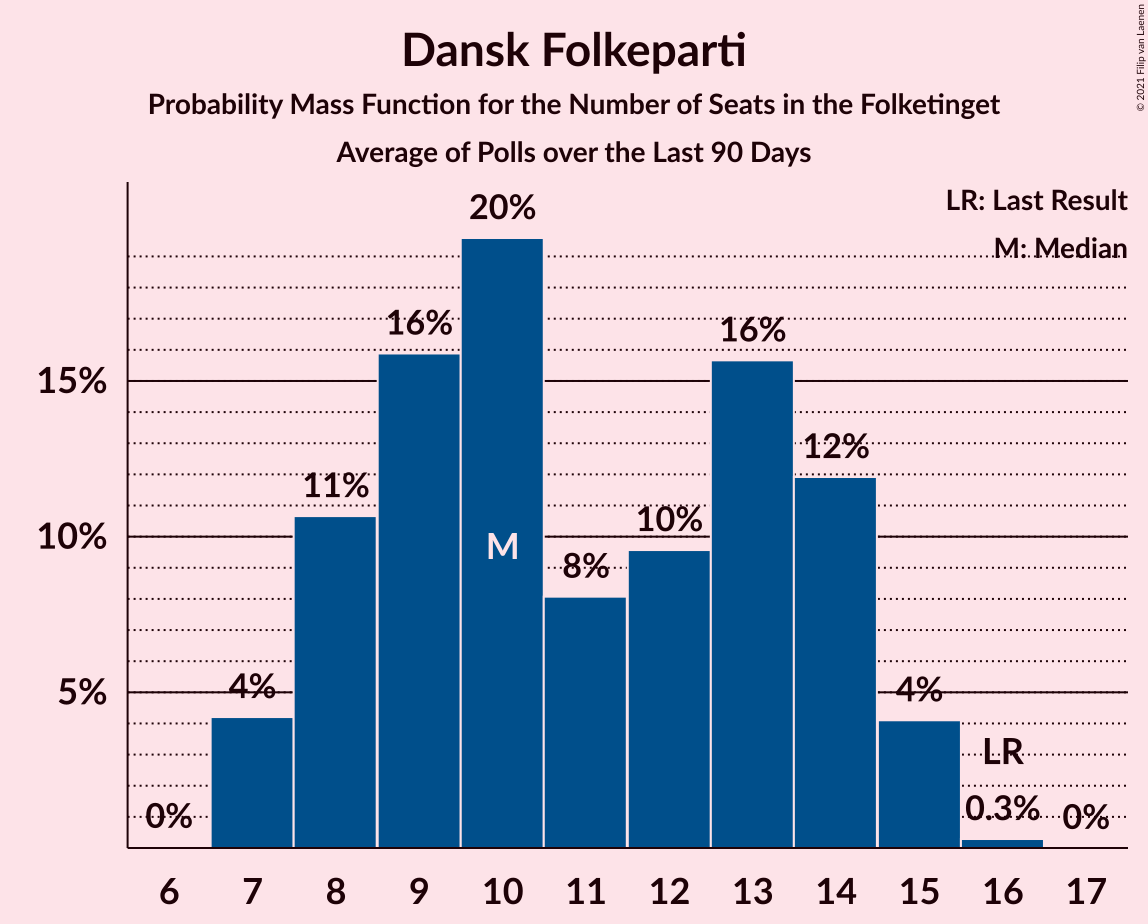 Dansk Folkeparti
Probability Mass Function for the Number of Seats in the Folketinget
Average of Polls over the Last 90 Days
© 2021 Filip van Laenen
LR: Last Result
M: Median
20%
16%
16%
15%
12%
11%
10%
10%
M
8%
5%
4%
4%
LR
0%
0.3%
0%
6 7 8 9 10 11 12 13 14 15 16 17